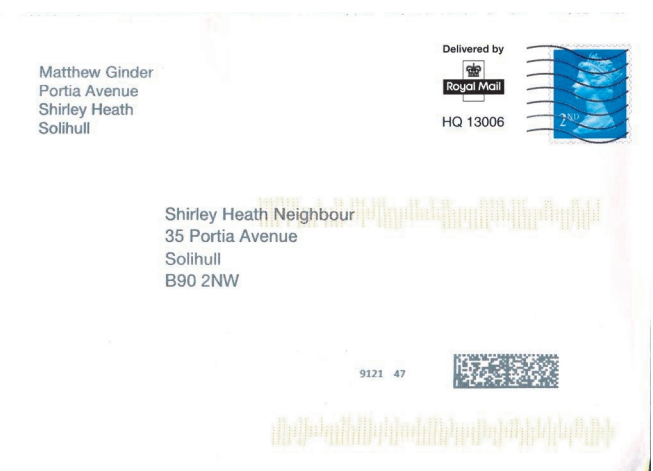 Matthew Ginder
Portia Avenue
Shirley Heath
Solihull
Delivered by
Royal Mail
HQ 13006
2ND
Shirley Heath Neighbour
35 Portia Avenue
Solihull
B90 2NW
9121 47